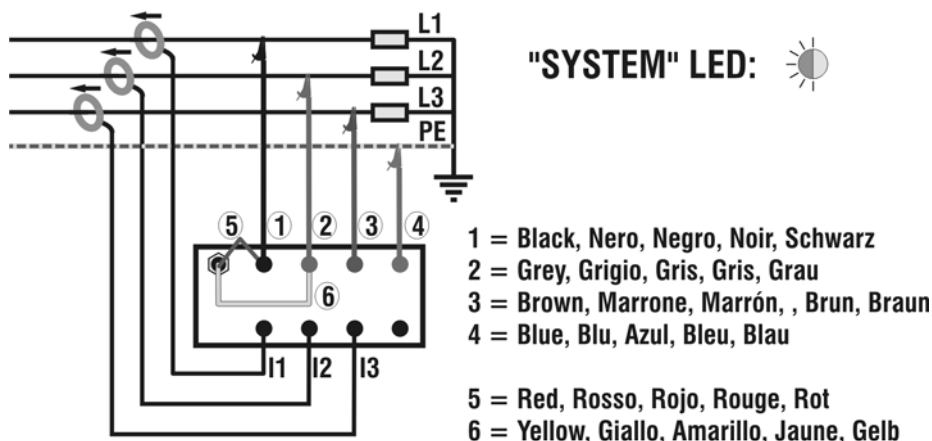 L1
L2
L3
PE
"SYSTEM" LED:
5 1 2 3 4
6
I1 I2 I3
1 = Black, Nero, Negro, Noir, Schwarz
2 = Grey, Grigio, Gris, Gris, Grau
3 = Brown, Marrone, Marrón, , Brun, Braun
4 = Blue, Blu, Azul, Bleu, Blau
5 = Red, Rosso, Rojo, Rouge, Rot
6 = Yellow, Giallo, Amarillo, Jaune, Gelb